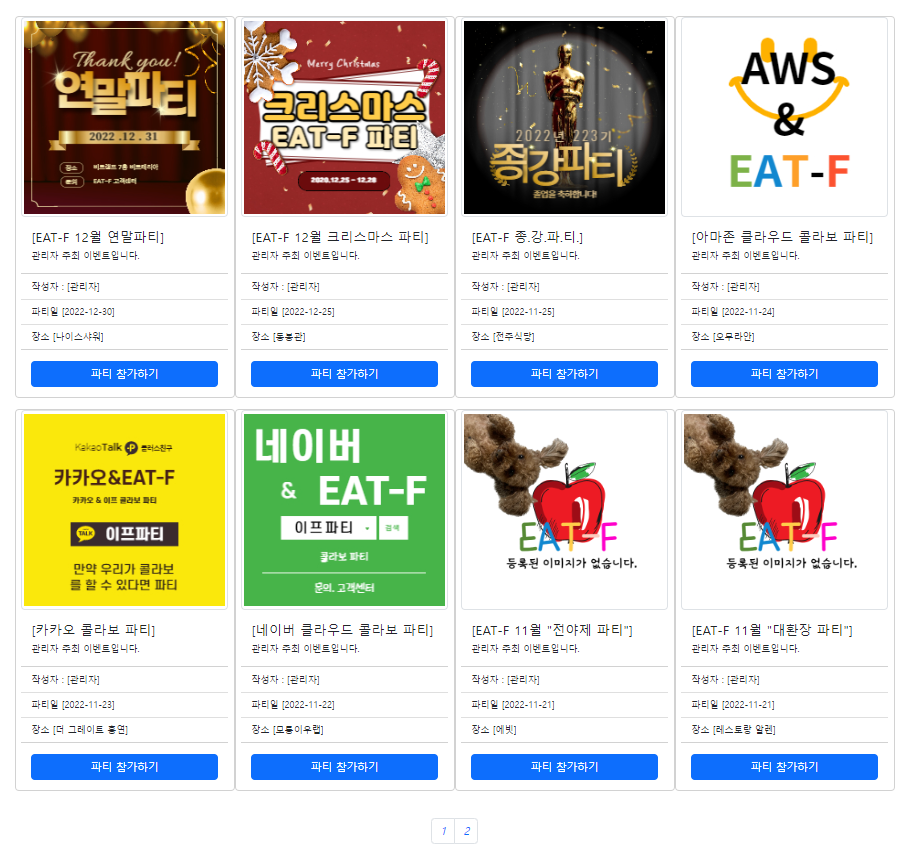 Thank you!
연말파티
2022 .12 . 31
장소 비트캠프 7층 비트레티아
문의 EAT-F 고객센터
[EAT-F 12월 연말파티]
관리자 주최 이벤트입니다.
작성자 : [관리자]
파티일 [2022-12-30]
장소 [나이스샤워]
파티 참가하기
Merry Christmas
크리스마스
EAT-F 파티
2020.12.25 - 12.28
[EAT-F 12월 크리스마스 파티]
관리자 주최 이벤트입니다.
작성자 : [관리자]
파티일 [2022-12-25]
장소 [동봉관]
파티 참가하기
2022년 223기
종강파티
졸업을 축하합니다!
[EAT-F 종.강.파.티.]
관리자 주최 이벤트입니다.
작성자 : [관리자]
파티일 [2022-11-25]
장소 [전주식당]
파티 참가하기
AWS
&
EAT-F
[아마존 클라우드 콜라보 파티]
관리자 주최 이벤트입니다.
작성자 : [관리자]
파티일 [2022-11-24]
장소 [오무라안]
파티 참가하기
KakaoTalk P 플러스친구
카카오&EAT-F
카카오 & 이프 콜라보 파티
TALK 이프파티
만약 우리가 콜라보
를 할 수 있다면 파티
[카카오 콜라보 파티]
관리자 주최 이벤트입니다.
작성자 : [관리자]
파티일 [2022-11-23]
장소 [더 그레이트 홍연]
파티 참가하기
네이버
& EAT-F
이프파티 검색
콜라보 파티
문의. 고객센터
[네이버 클라우드 콜라보 파티]
관리자 주최 이벤트입니다.
작성자 : [관리자]
파티일 [2022-11-22]
장소 [모퉁이우랩]
파티 참가하기
EAT-F
등록된 이미지가 없습니다.
[EAT-F 11월 "전야제 파티"]
관리자 주최 이벤트입니다.
작성자 : [관리자]
파티일 [2022-11-21]
장소 [에빗]
파티 참가하기
EAT-F
등록된 이미지가 없습니다.
[EAT-F 11월 "대환장 파티"]
관리자 주최 이벤트입니다.
작성자 : [관리자]
파티일 [2022-11-21]
장소 [레스토랑 알렌]
파티 참가하기
1 2